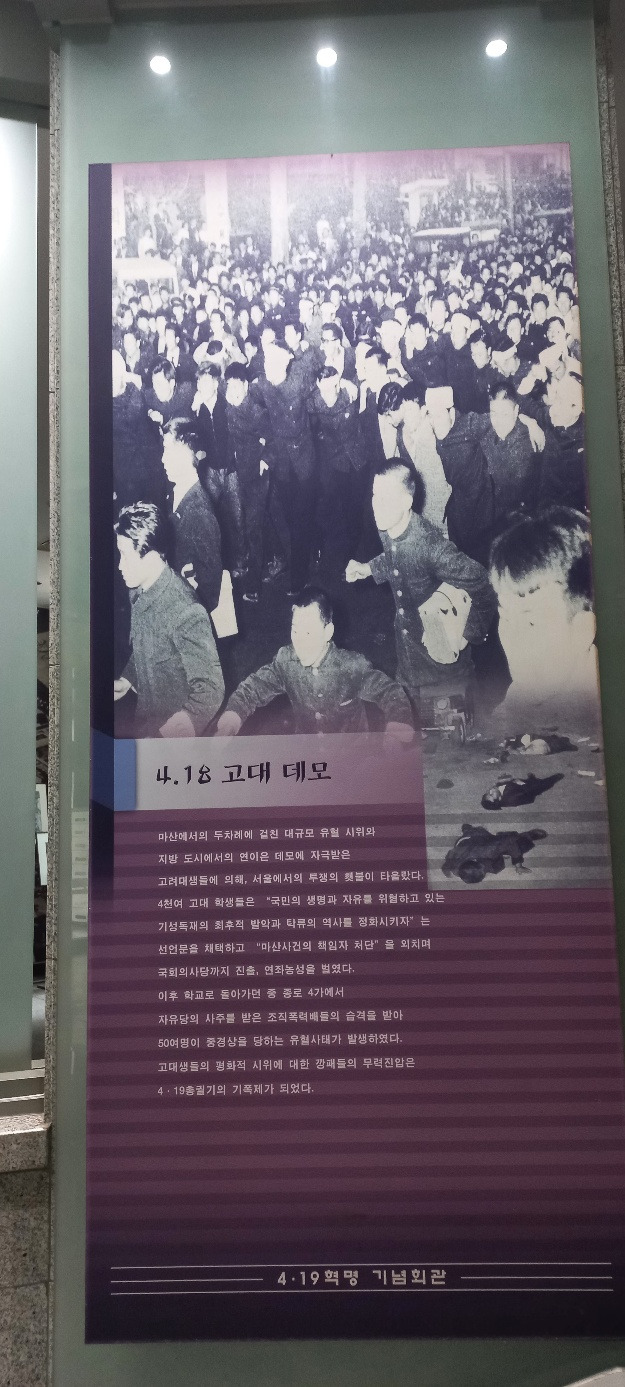 4.18 고대 데모
마산에서의 두차례에 걸친 대규모 유혈 시위와
지방 도시에서의 연이은 데모에 자극받은
고려대생들에 의해, 서울에서의 투쟁의 횃불이 타올랐다.
4천여 고대 학생들은 “국민의 생명과 자유를 위협하고 있는
기성독재의 최후적 발악과 탁류의 역사를 정화시키자” 는
선언문을 채택하고 “마산사건의 책임자 처단” 을 외치며
국회의사당까지 진출, 연좌농성을 벌였다.
이후 학교로 돌아가던 중 종로 4가에서
자유당의 사주를 받은 조직폭력배들의 습격을 받아
50여명이 중경상을 당하는 유혈사태가 발생하였다.
고대생들의 평화적 시위에 대한 깡패들의 무력진압은
4 · 19총궐기의 기폭제가 되었다.
4·19혁명 기념회관